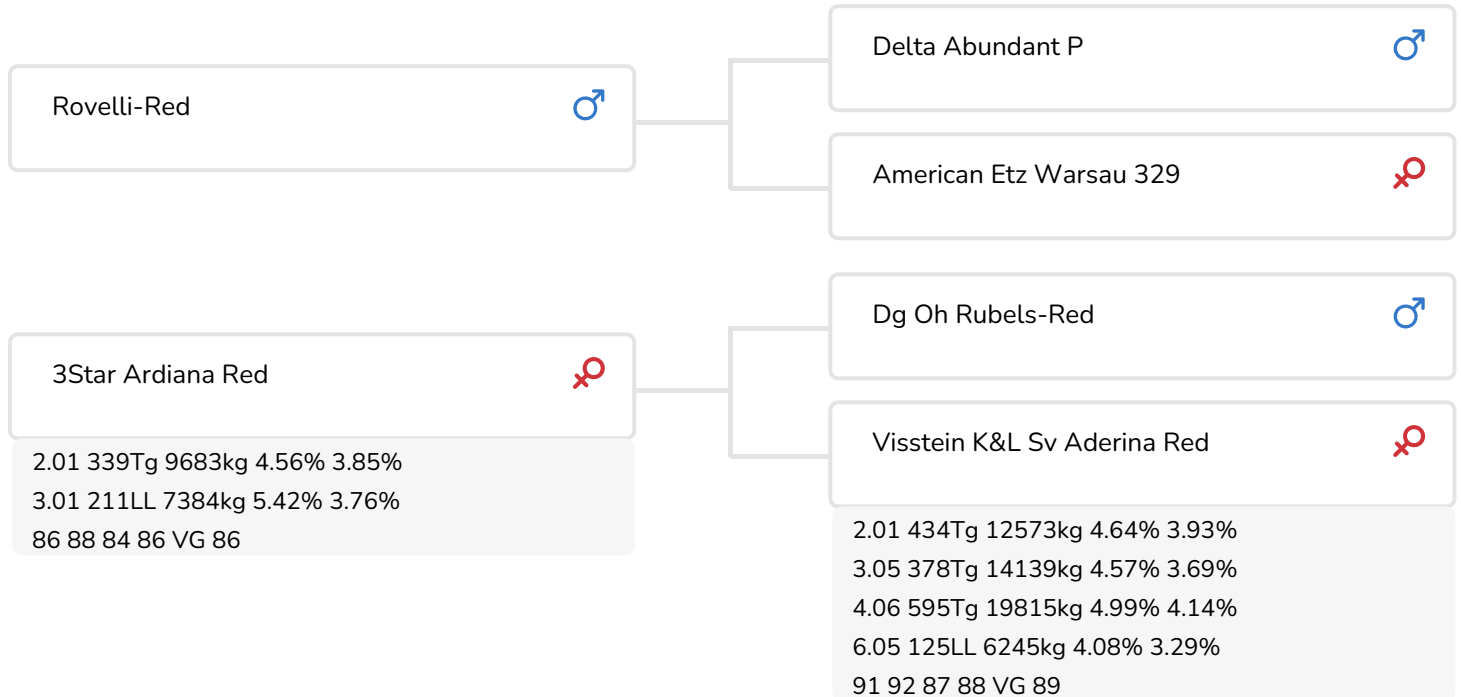 Rovelli-Red
Delta Abundant P
American Etz Warsau 329
3Star Ardiana Red
2.01 339Tg 9683kg 4.56% 3.85%
3.01 211LL 7384kg 5.42% 3.76%
86 88 84 86 VG 86
Dg Oh Rubels-Red
Visstein K&L Sv Aderina Red
2.01 434Tg 12573kg 4.64% 3.93%
3.05 378Tg 14139kg 4.57% 3.69%
4.06 595Tg 19815kg 4.99% 4.14%
6.05 125LL 6245kg 4.08% 3.29%
91 92 87 88 VG 89